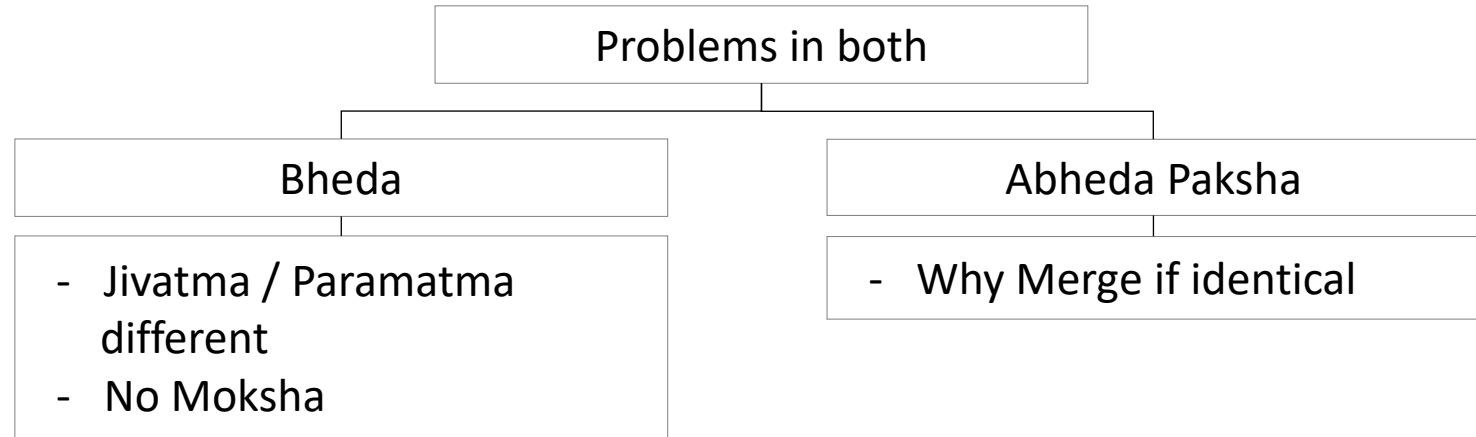 Problems in both
Bheda
- Jivatma / Paramatma
different
- No Moksha
Abheda Paksha
- Why Merge if identical